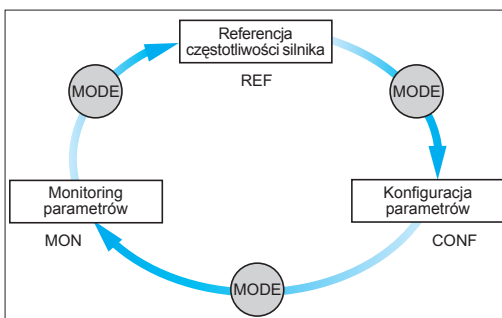 Referencja
częstotliwości silnika
REF
MODE
MODE
Monitoring
parametrów
MON
Konfiguracja
parametrów
CONF
MODE